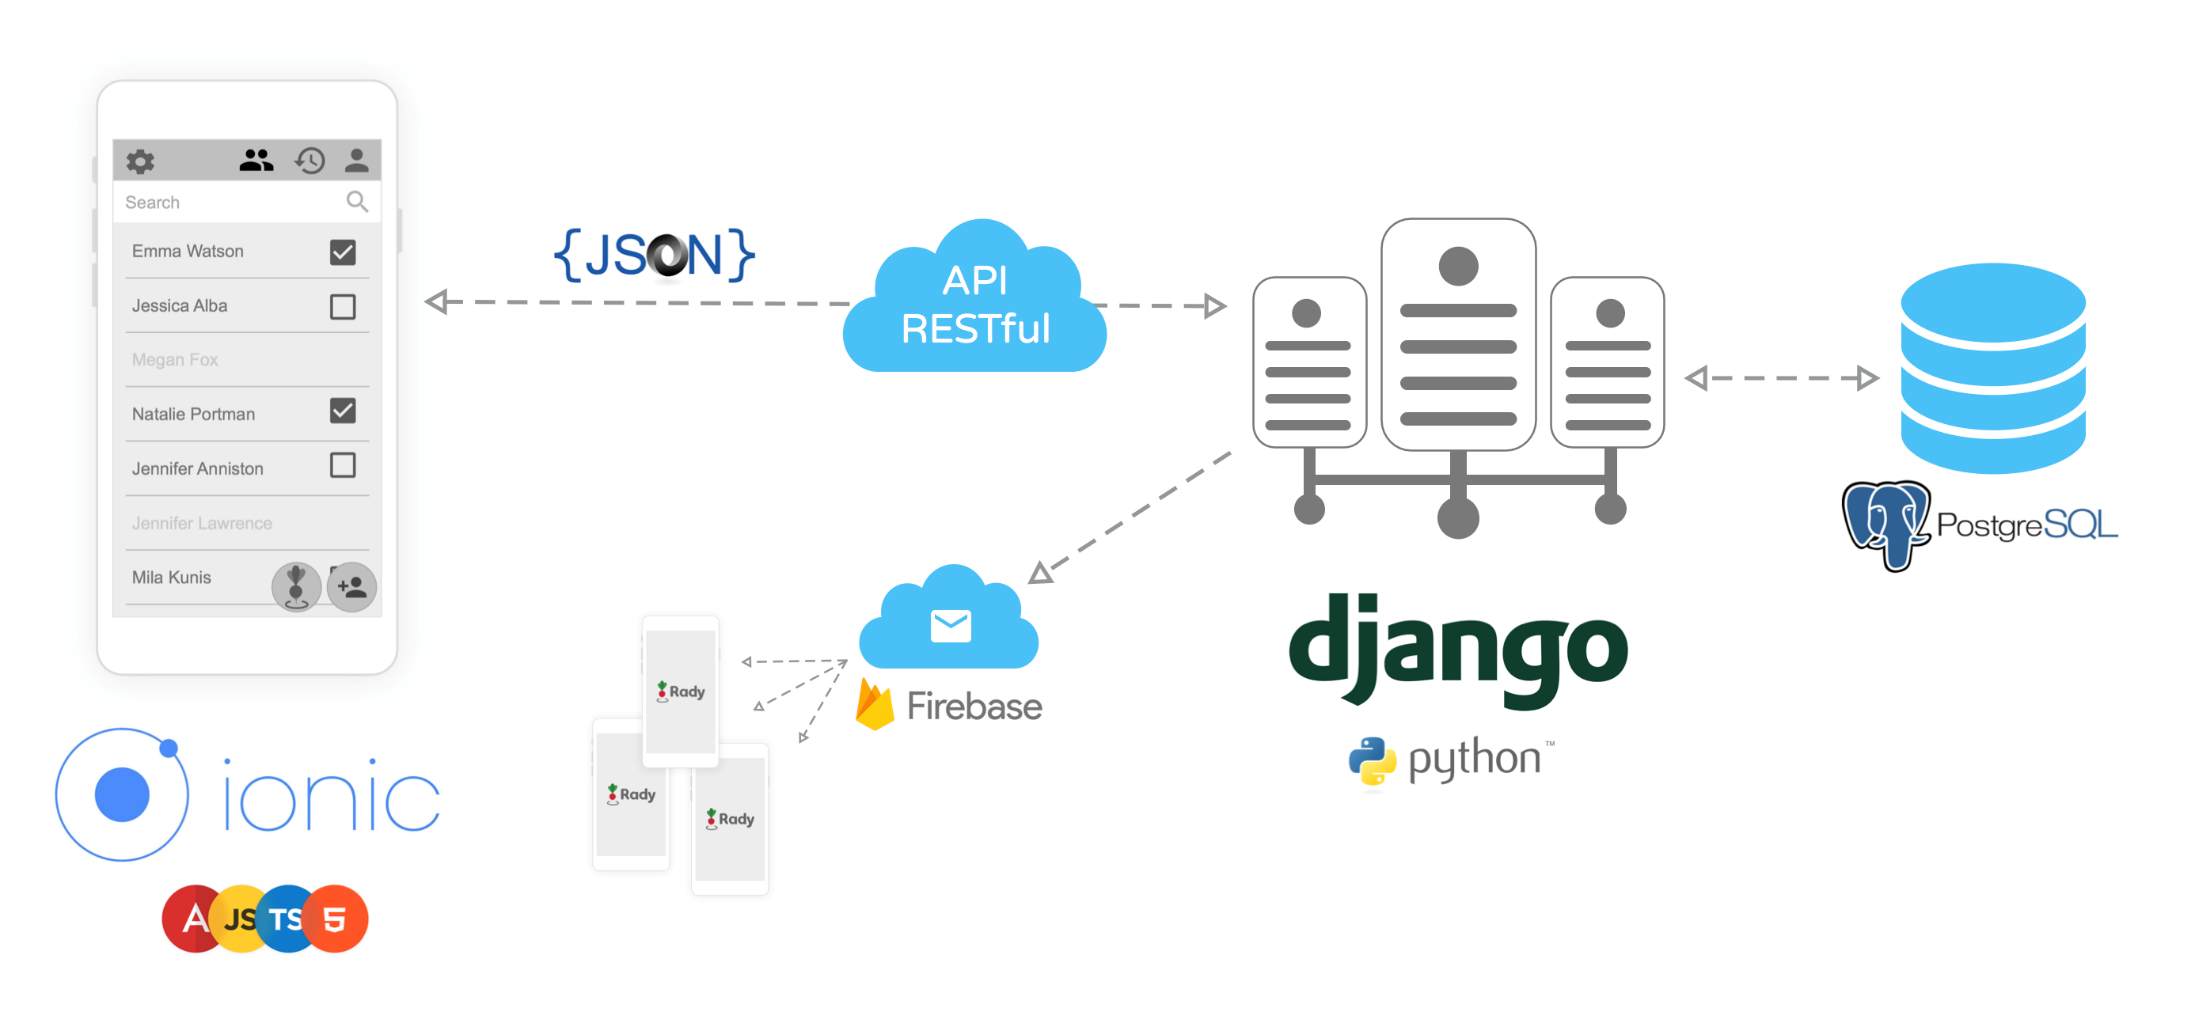 Search
Emma Watson
Jessica Alba
Megan Fox
Natalie Portman
Jennifer Anniston
Jennifer Lawrence
Mila Kunis
ionic
A JS TS 5
{JSON}
API
RESTful
Firebase
Rady
Rady
Rady
django
python™
PostgreSQL